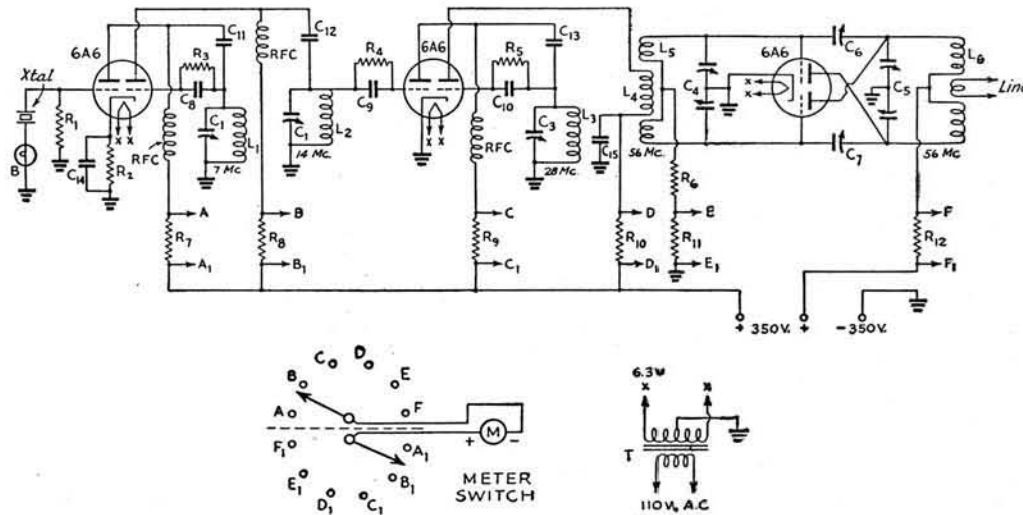 6A6
C11
RFC
C12
R3
Xtal
C8
R4
C9
6A6
R5
C10
C13
L5
L4
6A6
C6
L6
C4
C5
Line
C7
R1
B
C14
R2
x x
RFC
C1
L1
7 Mc
C1
L2
14 Mc.
x x
RFC
C3
L3
28 Mc.
C15
56 Mc.
x
x
56 Mc
R6
A
B
C
D
E
F
R7
R8
R9
R10
R11
R12
A1
B1
C1
D1
E1
F1
+ 350V. + -350V.
C D
B E
A F
F1 A1
E1 B1
D1 C1
+ M -
METER
SWITCH
6.3V
x x
T
110V. A.C